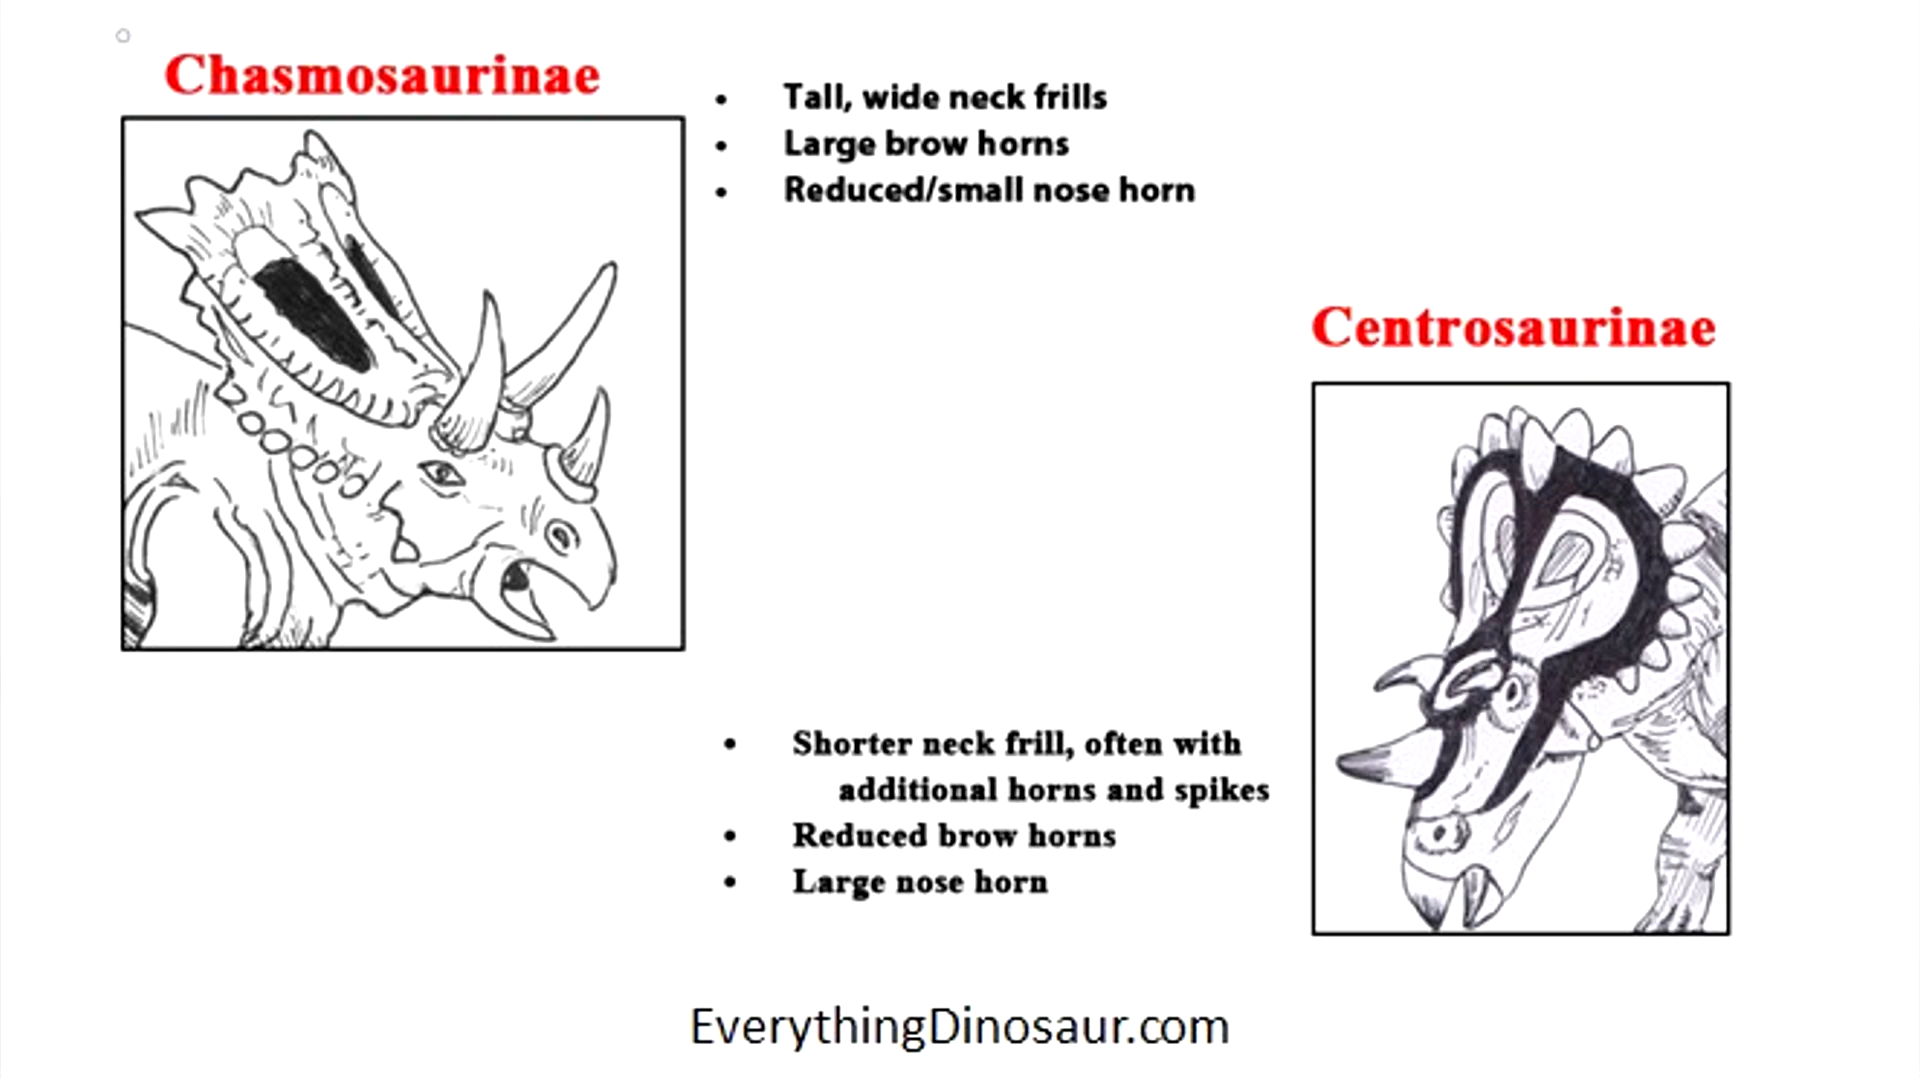 Chasmosaurinae
• Tall, wide neck frills
• Large brow horns
• Reduced/small nose horn
Centrosaurinae
• Shorter neck frill, often with
additional horns and spikes
• Reduced brow horns
• Large nose horn
EverythingDinosaur.com